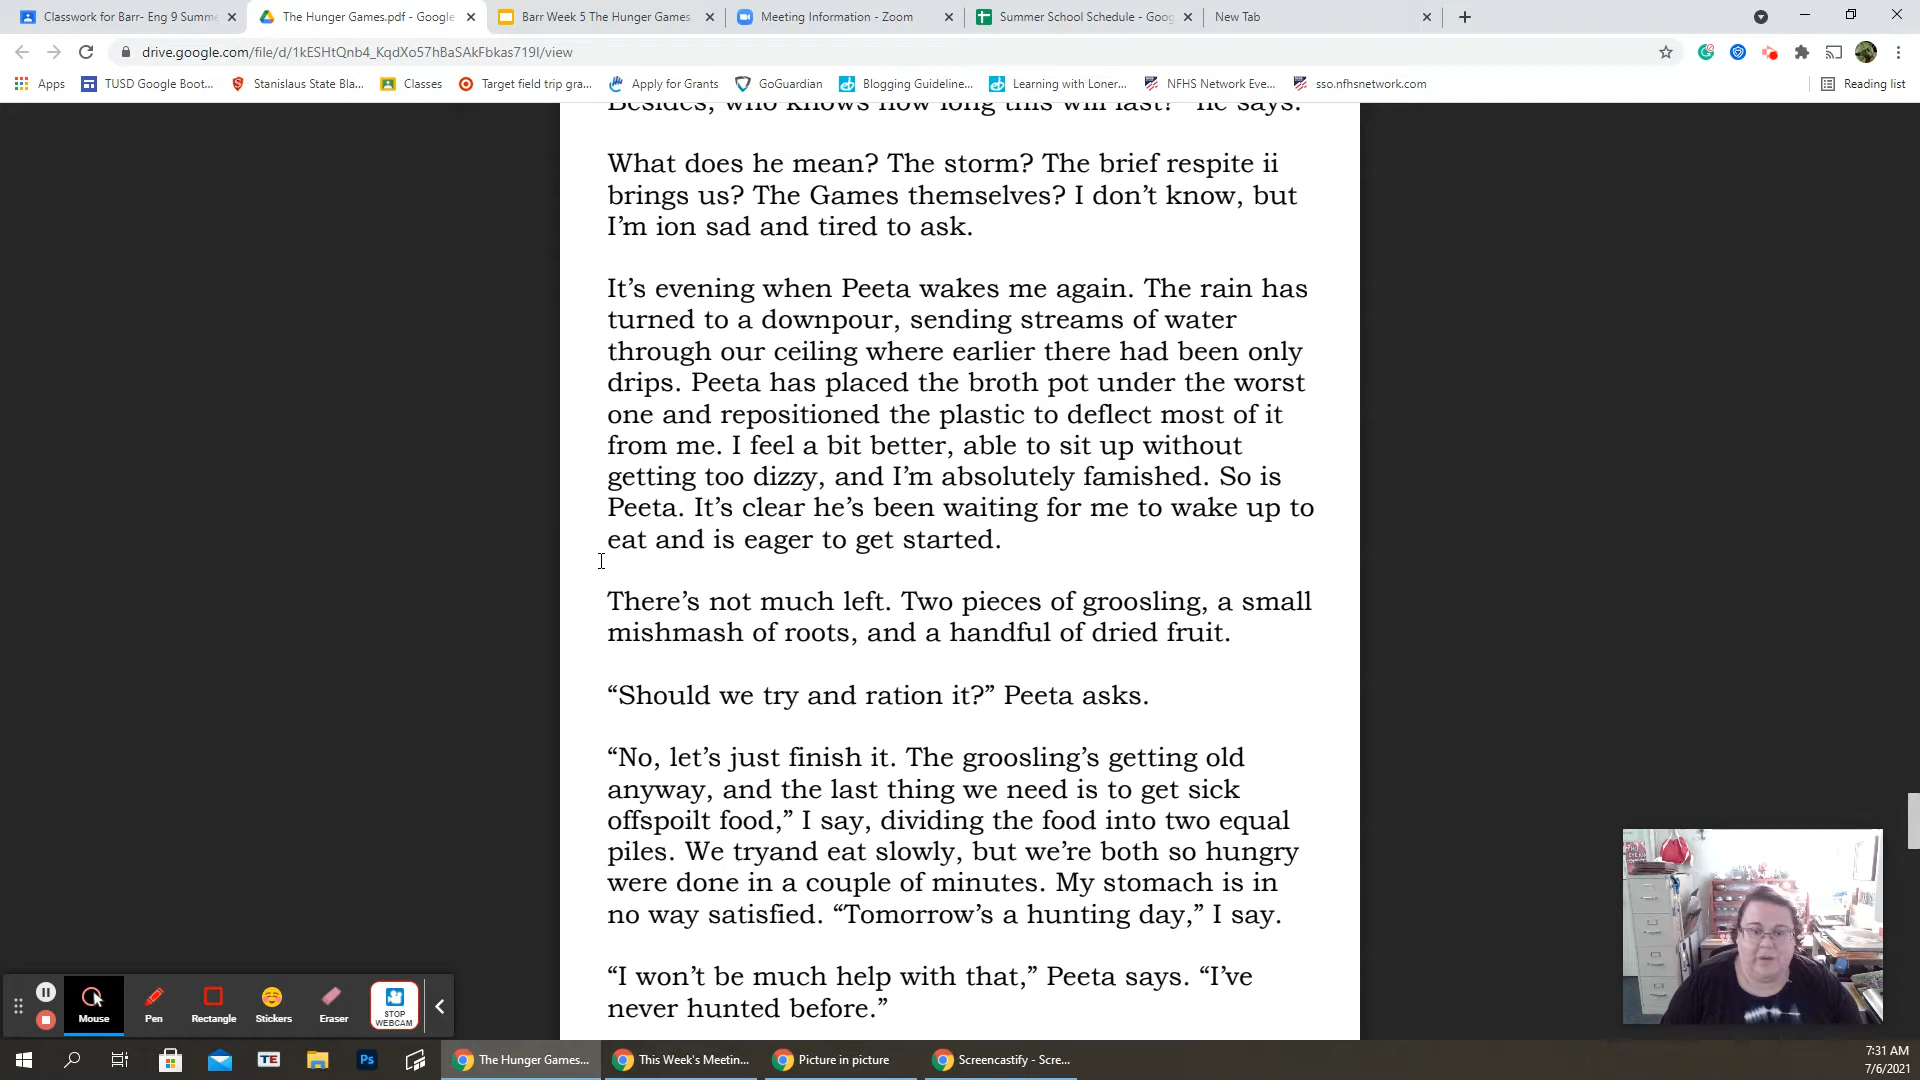 Classwork for Barr- Eng 9 Summe
The Hunger Games.pdf - Google
Barr Week 5 The Hunger Games
Meeting Information - Zoom
Summer School Schedule - Goog
New Tab
drive.google.com/file/d/1kESHtQnb4_KqdXo57hBaSAkFbkas719I/view
Apps
TUSD Google Boot...
Stanislaus State Bla...
Classes
Target field trip gra...
Apply for Grants
GoGuardian
Blogging Guideline...
Learning with Loner...
NFHS Network Eve...
sso.nfhsnetwork.com
Reading list
Besides, who knows how long this will last?” he says.
What does he mean? The storm? The brief respite ii
brings us? The Games themselves? I don’t know, but
I’m ion sad and tired to ask.
It’s evening when Peeta wakes me again. The rain has
turned to a downpour, sending streams of water
through our ceiling where earlier there had been only
drips. Peeta has placed the broth pot under the worst
one and repositioned the plastic to deflect most of it
from me. I feel a bit better, able to sit up without
getting too dizzy, and I’m absolutely famished. So is
Peeta. It’s clear he’s been waiting for me to wake up to
eat and is eager to get started.
There’s not much left. Two pieces of groosling, a small
mishmash of roots, and a handful of dried fruit.
“Should we try and ration it?” Peeta asks.
“No, let’s just finish it. The groosling’s getting old
anyway, and the last thing we need is to get sick
offspoilt food,” I say, dividing the food into two equal
piles. We tryand eat slowly, but we’re both so hungry
were done in a couple of minutes. My stomach is in
no way satisfied. “Tomorrow’s a hunting day,” I say.
“I won’t be much help with that,” Peeta says. “I’ve
never hunted before.”
Mouse
Pen
Rectangle
Stickers
Eraser
STOP
WEBCAM
TE
Ps
The Hunger Games...
This Week's Meetin...
Picture in picture
Screencastify - Scre...
7:31 AM
7/6/2021